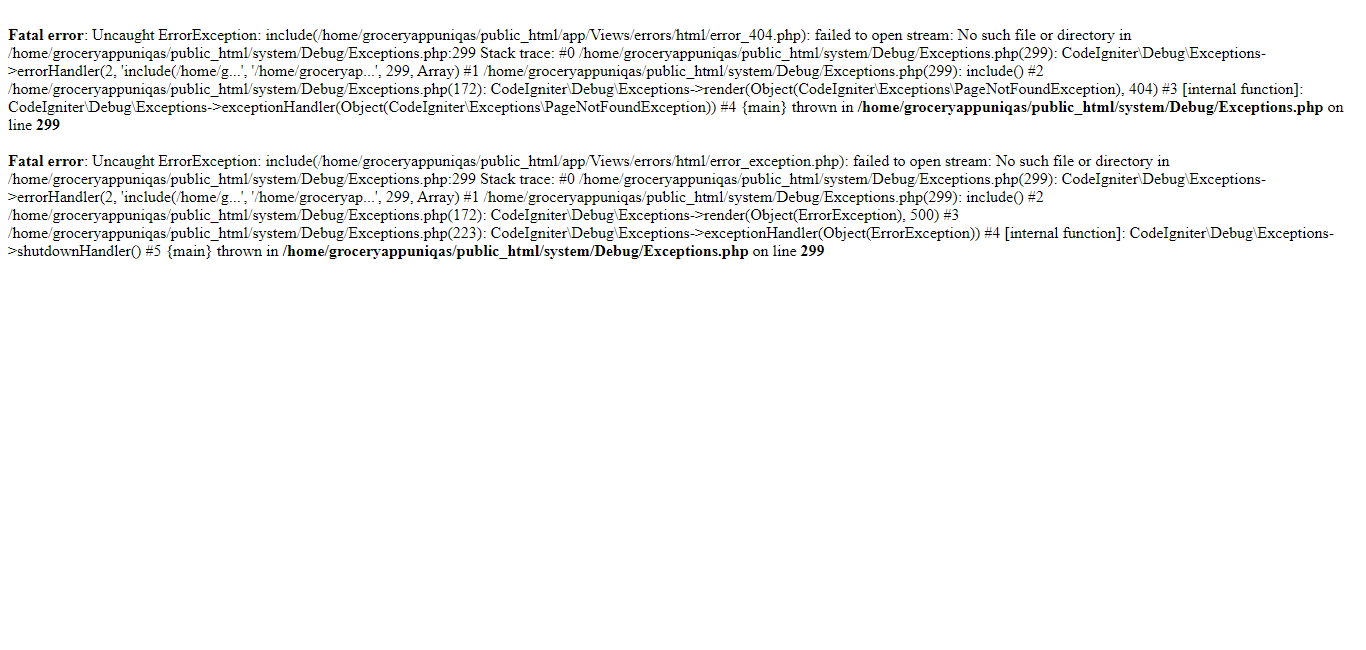 Fatal error: Uncaught ErrorException: include(/home/groceryappuniqas/public_html/app/Views/errors/html/error_404.php): failed to open stream: No such file or directory in
/home/groceryappuniqas/public_html/system/Debug/Exceptions.php:299 Stack trace: #0 /home/groceryappuniqas/public_html/system/Debug/Exceptions.php(299): CodeIgniter\Debug\Exceptions-
>errorHandler(2, 'include(/home/g...', '/home/groceryap...', 299, Array) #1 /home/groceryappuniqas/public_html/system/Debug/Exceptions.php(299): include() #2
/home/groceryappuniqas/public_html/system/Debug/Exceptions.php(172): CodeIgniter\Debug\Exceptions->render(Object(CodeIgniter\Exceptions\PageNotFoundException), 404) #3 [internal function]:
CodeIgniter\Debug\Exceptions->exceptionHandler(Object(CodeIgniter\Exceptions\PageNotFoundException)) #4 {main} thrown in /home/groceryappuniqas/public_html/system/Debug/Exceptions.php on
line 299
Fatal error: Uncaught ErrorException: include(/home/groceryappuniqas/public_html/app/Views/errors/html/error_exception.php): failed to open stream: No such file or directory in
/home/groceryappuniqas/public_html/system/Debug/Exceptions.php:299 Stack trace: #0 /home/groceryappuniqas/public_html/system/Debug/Exceptions.php(299): CodeIgniter\Debug\Exceptions-
>errorHandler(2, 'include(/home/g...', '/home/groceryap...', 299, Array) #1 /home/groceryappuniqas/public_html/system/Debug/Exceptions.php(299): include() #2
/home/groceryappuniqas/public_html/system/Debug/Exceptions.php(172): CodeIgniter\Debug\Exceptions->render(Object(ErrorException), 500) #3
/home/groceryappuniqas/public_html/system/Debug/Exceptions.php(223): CodeIgniter\Debug\Exceptions->exceptionHandler(Object(ErrorException)) #4 [internal function]: CodeIgniter\Debug\Exceptions-
>shutdownHandler() #5 {main} thrown in /home/groceryappuniqas/public_html/system/Debug/Exceptions.php on line 299